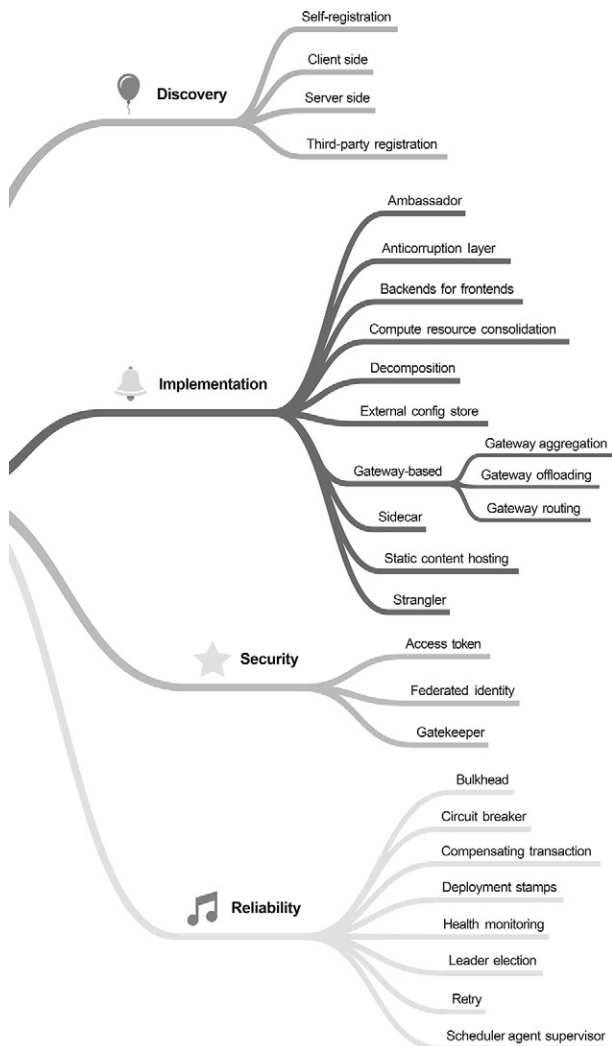 Discovery
Self-registration
Client side
Server side
Third-party registration
Implementation
Ambassador
Anticorruption layer
Backends for frontends
Compute resource consolidation
Decomposition
External config store
Gateway-based
Gateway aggregation
Gateway offloading
Gateway routing
Sidecar
Static content hosting
Strangler
Security
Access token
Federated identity
Gatekeeper
Reliability
Bulkhead
Circuit breaker
Compensating transaction
Deployment stamps
Health monitoring
Leader election
Retry
Scheduler agent supervisor